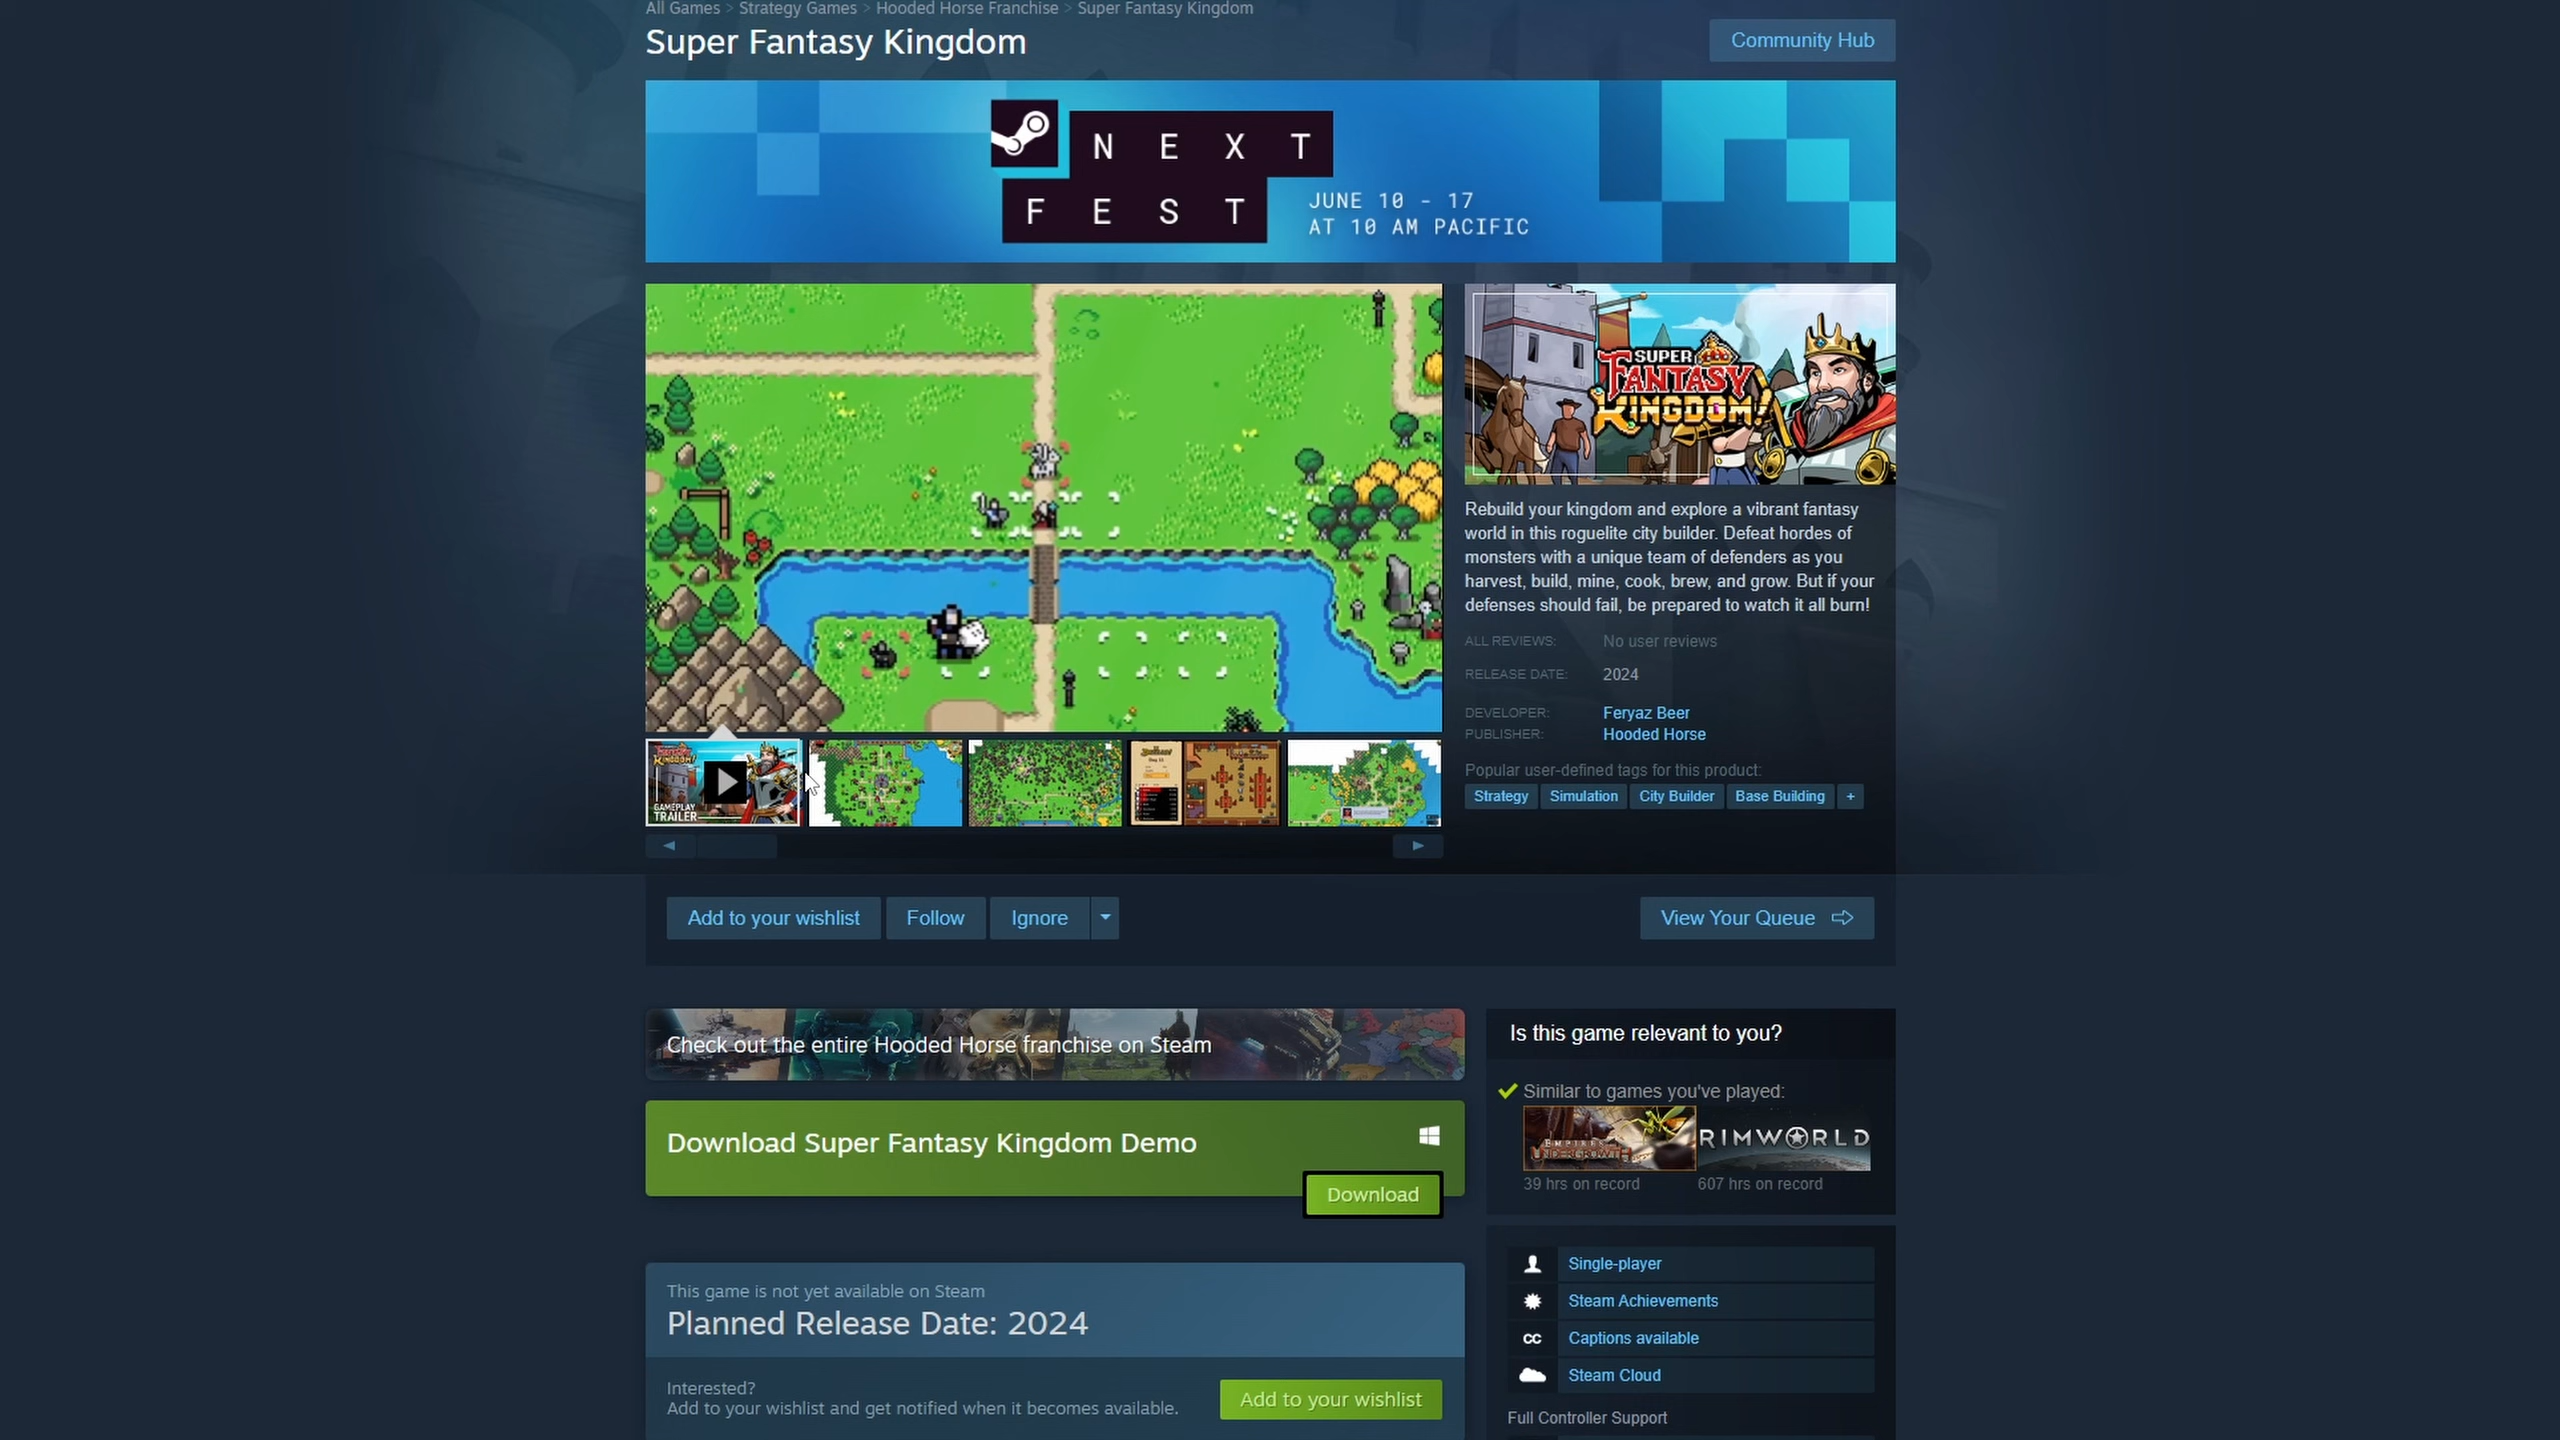 All Games > Strategy Games > Hooded Horse Franchise > Super Fantasy Kingdom
Super Fantasy Kingdom
Community Hub
NEXT
FEST
JUNE 10 - 17
AT 10 AM PACIFIC
SUPER
FANTASY
KINGDOM!
Rebuild your kingdom and explore a vibrant fantasy
world in this roguelite city builder. Defeat hordes of
monsters with a unique team of defenders as you
harvest, build, mine, cook, brew, and grow. But if your
defenses should fail, be prepared to watch it all burn!
ALL REVIEWS: No user reviews
RELEASE DATE: 2024
DEVELOPER: Feryaz Beer
PUBLISHER: Hooded Horse
Popular user-defined tags for this product:
Strategy Simulation City Builder Base Building +
GAMEPLAY
TRAILER
Add to your wishlist Follow Ignore
View Your Queue
Check out the entire Hooded Horse franchise on Steam
Download Super Fantasy Kingdom Demo
Download
This game is not yet available on Steam
Planned Release Date: 2024
Interested?
Add to your wishlist and get notified when it becomes available.
Add to your wishlist
Is this game relevant to you?
Similar to games you've played:
EMPIRES
UNDERGROWTH
RIMWORLD
39 hrs on record 607 hrs on record
Single-player
Steam Achievements
CC Captions available
Steam Cloud
Full Controller Support